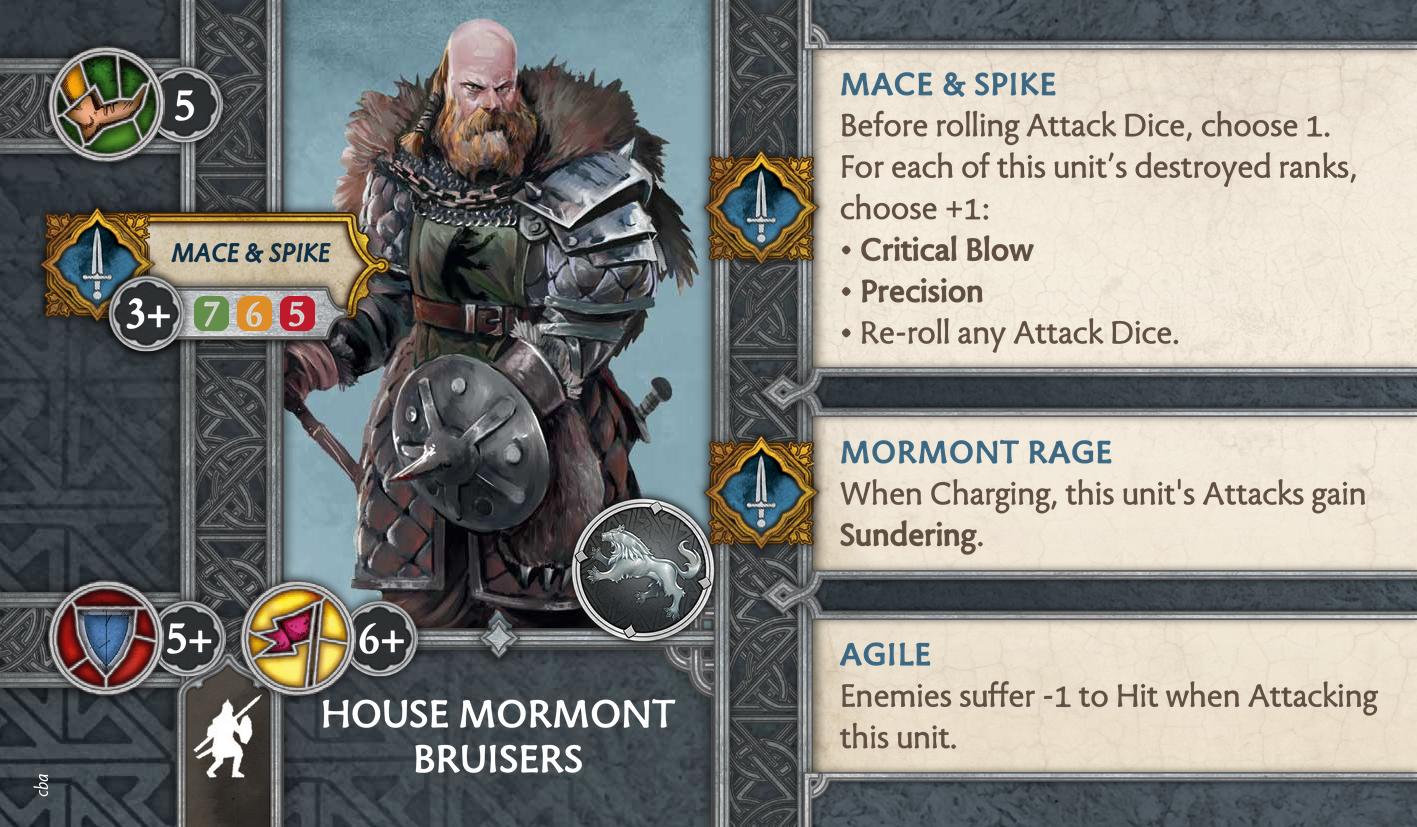 5
MACE & SPIKE
3+ 7 6 5
5+ 6+
HOUSE MORMONT
BRUISERS
cba
MACE & SPIKE
Before rolling Attack Dice, choose 1.
For each of this unit’s destroyed ranks,
choose +1:
• Critical Blow
• Precision
• Re-roll any Attack Dice.
MORMONT RAGE
When Charging, this unit's Attacks gain
Sundering.
AGILE
Enemies suffer -1 to Hit when Attacking
this unit.